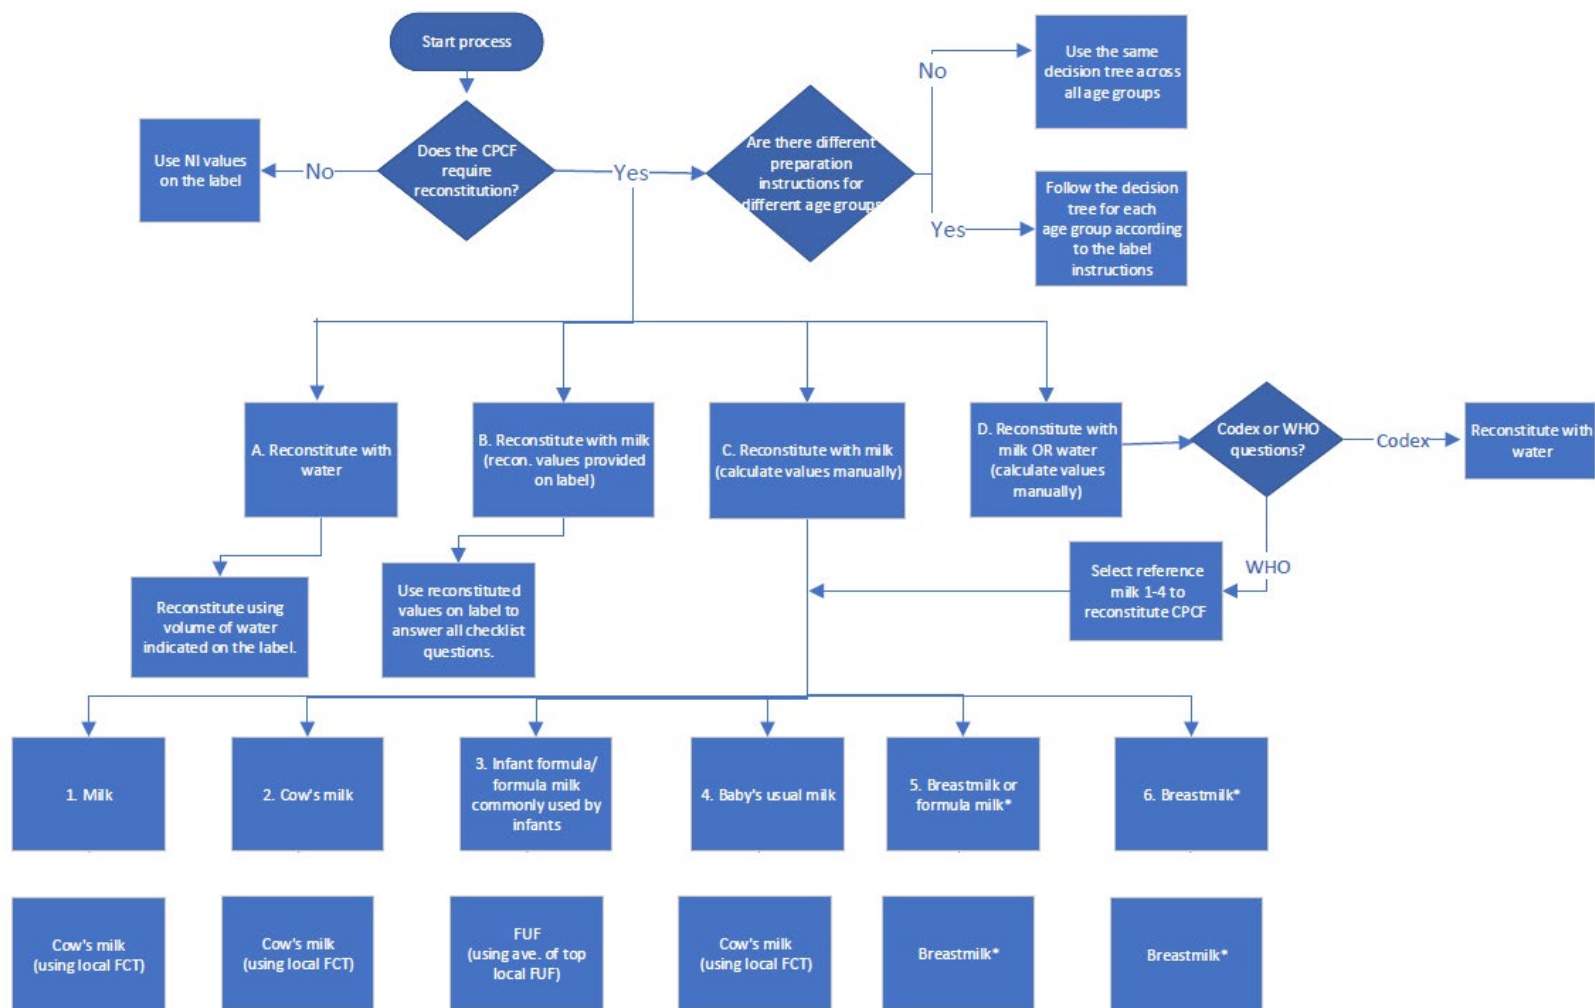 Start process
No
Use the same
decision tree across
all age groups
Use NI values
on the label
No
Does the CPCF
require
reconstitution?
Yes
Are there different
preparation
instructions for
different age groups
Yes
Follow the decision
tree for each
age group according
to the label
instructions
A. Reconstitute with
water
B. Reconstitute with milk
(recon. values provided
on label)
C. Reconstitute with milk
(calculate values manually)
D. Reconstitute with
milk OR water
(calculate values
manually)
Codex or WHO
questions?
Codex
Reconstitute with
water
Reconstitute using
volume of water
indicated on the label.
Use reconstituted
values on label to
answer all checklist
questions.
Select reference
milk 1-4 to
reconstitute CPCF
WHO
1. Milk
2. Cow's milk
3. Infant formula/
formula milk
commonly used by
infants
4. Baby's usual milk
5. Breastmilk or
formula milk*
6. Breastmilk*
Cow's milk
(using local FCT)
Cow's milk
(using local FCT)
FUF
(using ave. of top
local FUF)
Cow's milk
(using local FCT)
Breastmilk*
Breastmilk*